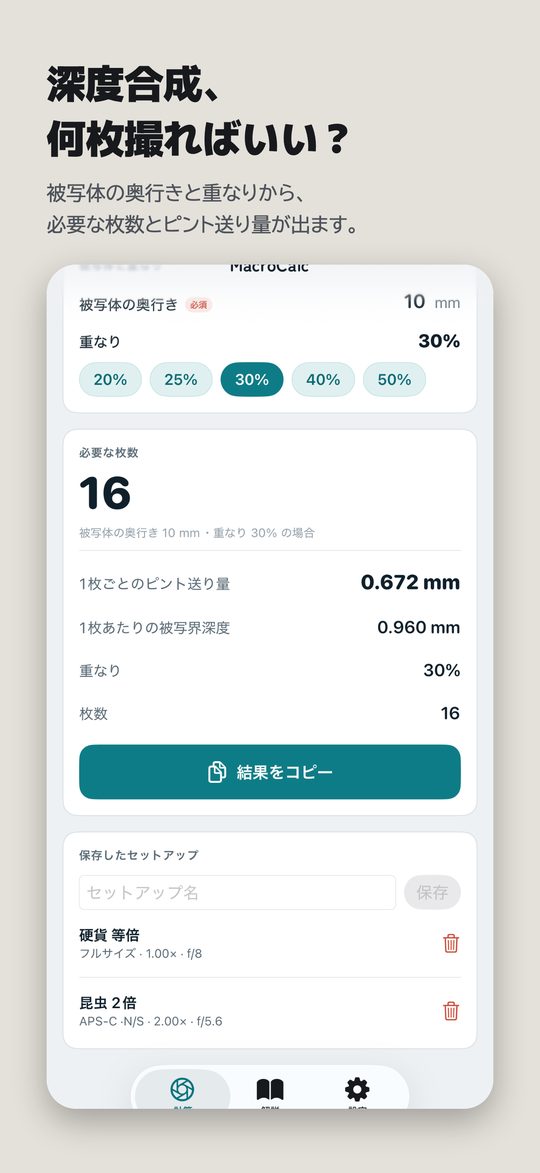 深度合成、
何枚撮ればいい？
被写体の奥行きと重なりから、
必要な枚数とピント送り量が出ます。
MacroCalc
被写体の奥行き 必須 10 mm
重なり 30%
20% 25% 30% 40% 50%
必要な枚数
16
被写体の奥行き 10 mm ・重なり 30% の場合
1枚ごとのピント送り量 0.672 mm
1枚あたりの被写界深度 0.960 mm
重なり 30%
枚数 16
結果をコピー
保存したセットアップ
セットアップ名 保存
硬貨 等倍
フルサイズ · 1.00× · f/8
昆虫 2倍
APS-C ·N/S · 2.00× · f/5.6